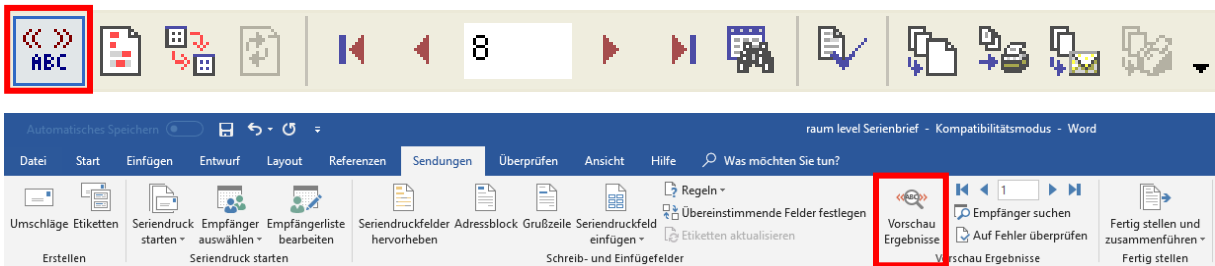 «»
ABC
8
Automatisches Speichern
raum level Serienbrief - Kompatibilitätsmodus - Word
Datei Start Einfügen Entwurf Layout Referenzen Sendungen Überprüfen Ansicht Hilfe Was möchten Sie tun?
Umschläge Etiketten
Erstellen
Seriendruck starten Empfänger auswählen Empfängerliste bearbeiten
Seriendruck starten
Seriendruckfelder hervorheben Adressblock Grußzeile Seriendruckfeld einfügen
Regeln
Übereinstimmende Felder festlegen
Etiketten aktualisieren
Schreib- und Einfügefelder
«ABC»
Vorschau Ergebnisse
1
Empfänger suchen
Auf Fehler überprüfen
Vorschau Ergebnisse
Fertig stellen und zusammenführen
Fertig stellen